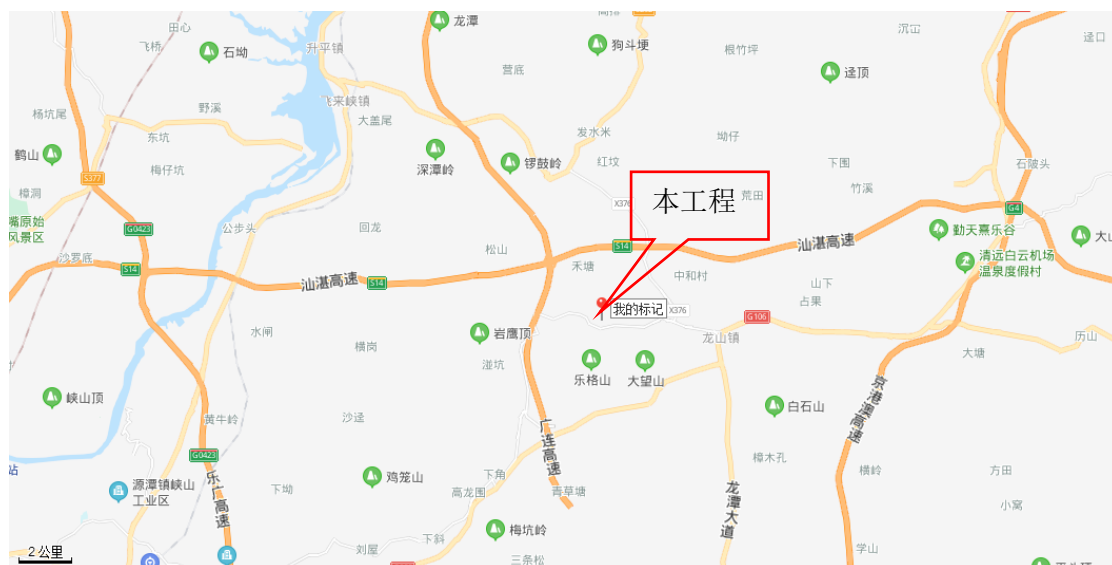 田心
龙潭
沉㘭
迳口
飞桥
石坳
升平镇
狗斗埂
根竹坪
营底
迳顶
飞来峡镇
杨坑尾
野溪
大盖尾
发水米
坳仔
东坑
鹤山
深潭岭
锣鼓岭
红坟
下围
石陂头
梅仔坑
S377
樟洞
竹溪
荒田
X376
本工程
G4
嘴原始
风景区
G0423
公步头
回龙
松山
S14
汕湛高速
勤天熹乐谷
大山
沙罗底
S14
汕湛高速
S14
禾塘
中和村
清远白云机场
温泉度假村
山下
占果
我的标记
X376
G106
水闸
岩鹰顶
龙山镇
历山
横岗
湴坑
大塘
乐格山
大望山
峡山顶
京港澳高速
白石山
黄牛岭
沙迳
广连高速
G0423
站
樟木孔
源潭镇峡山
工业区
乐广高速
下坳
鸡笼山
下角
高龙围
青草塘
龙潭大道
横岭
方田
小窝
梅坑岭
下斜
刘屋
三条松
学山
2公里